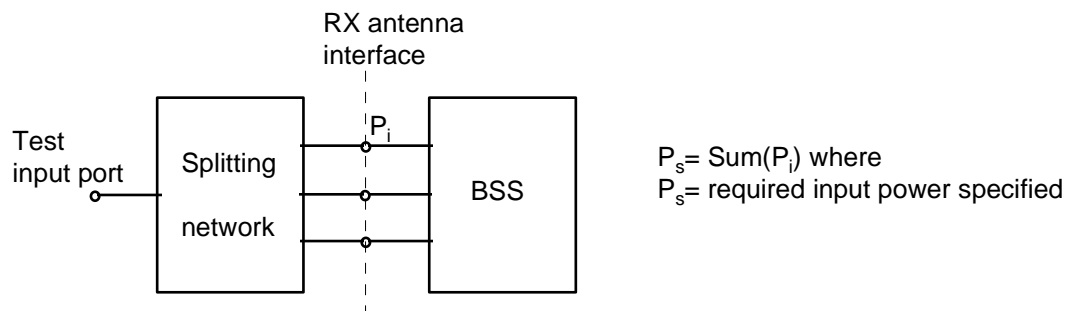 RX antenna
interface
Test
input port
Splitting
network
P_i
BSS
P_s= Sum(P_i) where
P_s= required input power specified